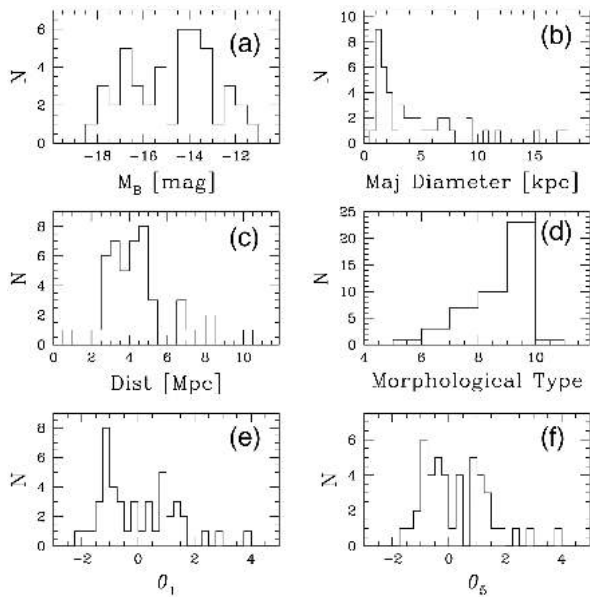 (a)
N
6
4
2
0
−18 −16 −14 −12
M_B [mag]
(b)
N
10
8
6
4
2
0
0 5 10 15
Maj Diameter [kpc]
(c)
N
8
6
4
2
0
0 2 4 6 8 10
Dist [Mpc]
(d)
N
25
20
15
10
5
0
4 6 8 10
Morphological Type
(e)
N
8
6
4
2
0
−2 0 2 4
θ_1
(f)
N
6
4
2
0
−2 0 2 4
θ_5